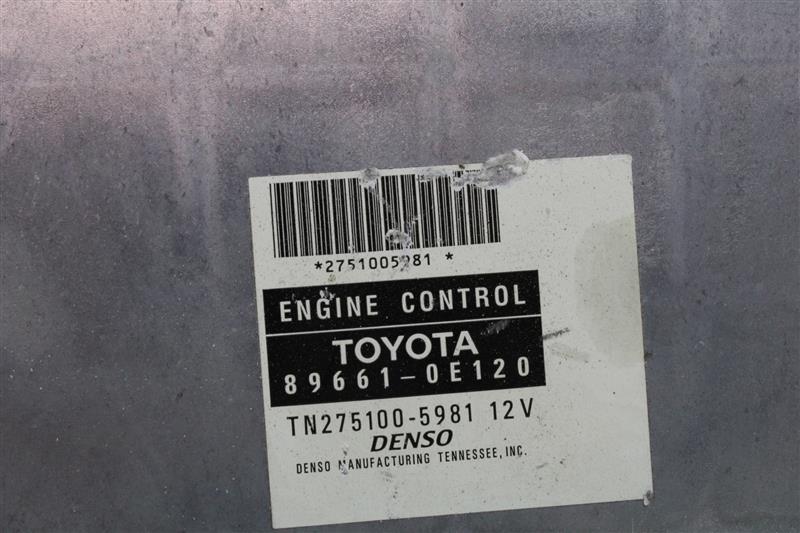 *2751005981 *
ENGINE CONTROL
TOYOTA
89661-0E120
TN275100-5981 12V
DENSO
DENSO MANUFACTURING TENNESSEE, INC.